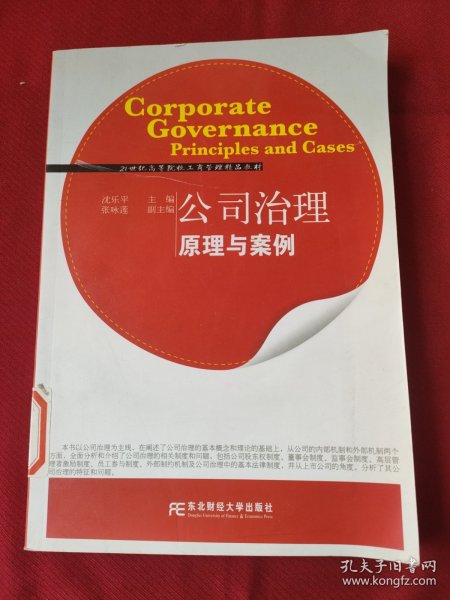 Corporate
Governance
Principles and Cases
21世纪高等院校工商管理精品教材
沈乐平 主编
张咏莲 副主编
公司治理
原理与案例
本书以公司治理为主线，在阐述了公司治理的基本概念和理论的基础上，从公司的内部机制和外部机制两个
方面，全面分析和介绍了公司治理的相关制度和问题，包括公司股东权制度、董事会制度、监事会制度、高层管
理者激励制度、员工参与制度、外部制约机制及公司治理中的基本法律制度，并从上市公司的角度，分析了其公
司治理的特征和问题。
东北财经大学出版社
Dongbei University of Finance & Economics Press
孔夫子旧书网
www.kongfz.com